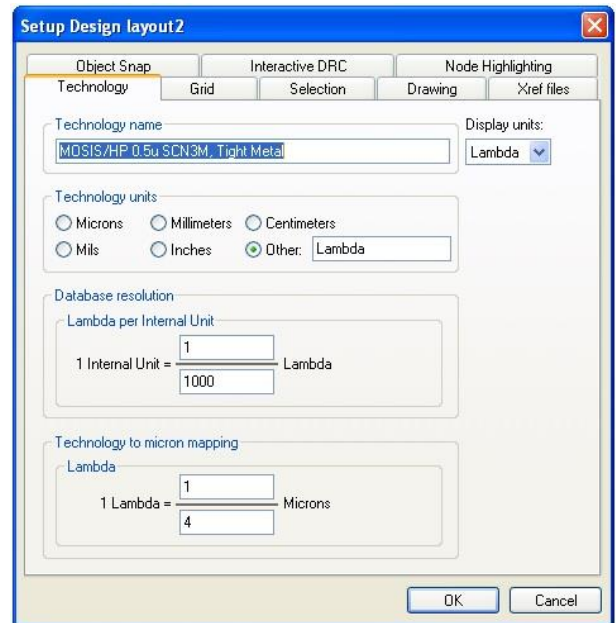 Setup Design layout2
Object Snap Interactive DRC Node Highlighting
Technology Grid Selection Drawing Xref files
Technology name
Display units:
MOSIS/HP 0.5u SCN3M, Tight Metal
Lambda
Technology units
Microns Millimeters Centimeters
Mils Inches Other: Lambda
Database resolution
Lambda per Internal Unit
1
1 Internal Unit = Lambda
1000
Technology to micron mapping
Lambda
1
1 Lambda = Microns
4
OK Cancel